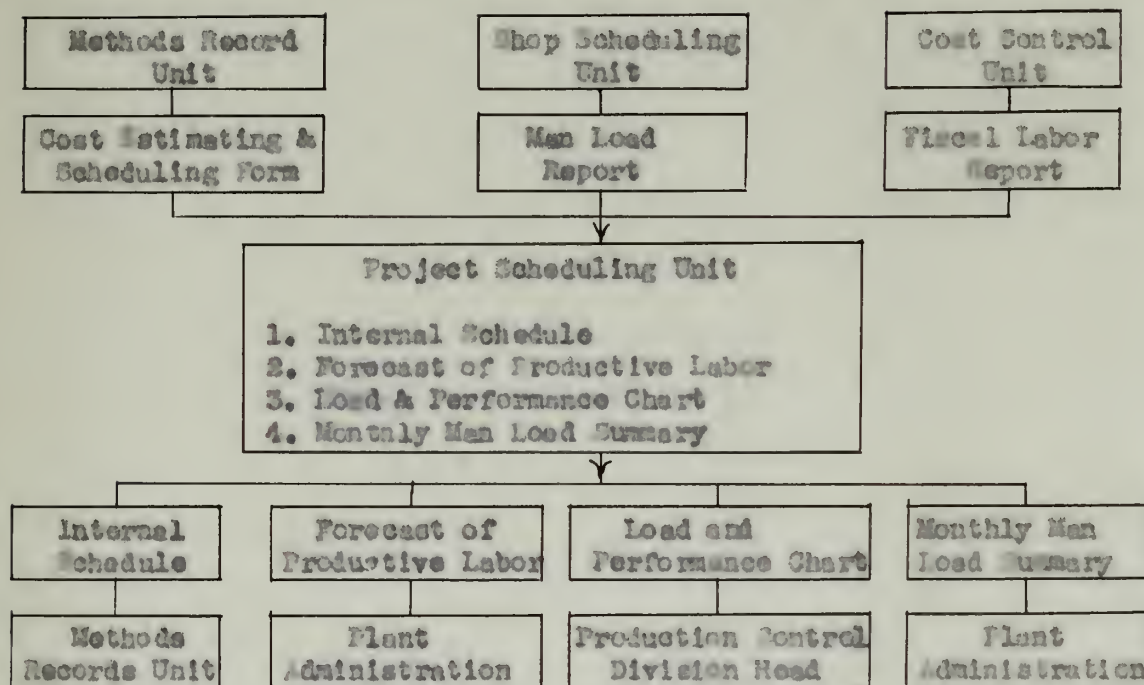 Methods Record
Unit
Shop Scheduling
Unit
Cost Control
Unit
Cost Estimating &
Scheduling Form
Man Load
Report
Fiscal Labor
Report
Project Scheduling Unit
1. Internal Schedule
2. Forecast of Productive Labor
3. Load & Performance Chart
4. Monthly Man Load Summary
Internal
Schedule
Forecast of
Productive Labor
Load and
Performance Chart
Monthly Man
Load Summary
Methods
Records Unit
Plant
Administration
Production Control
Division Head
Plant
Administration